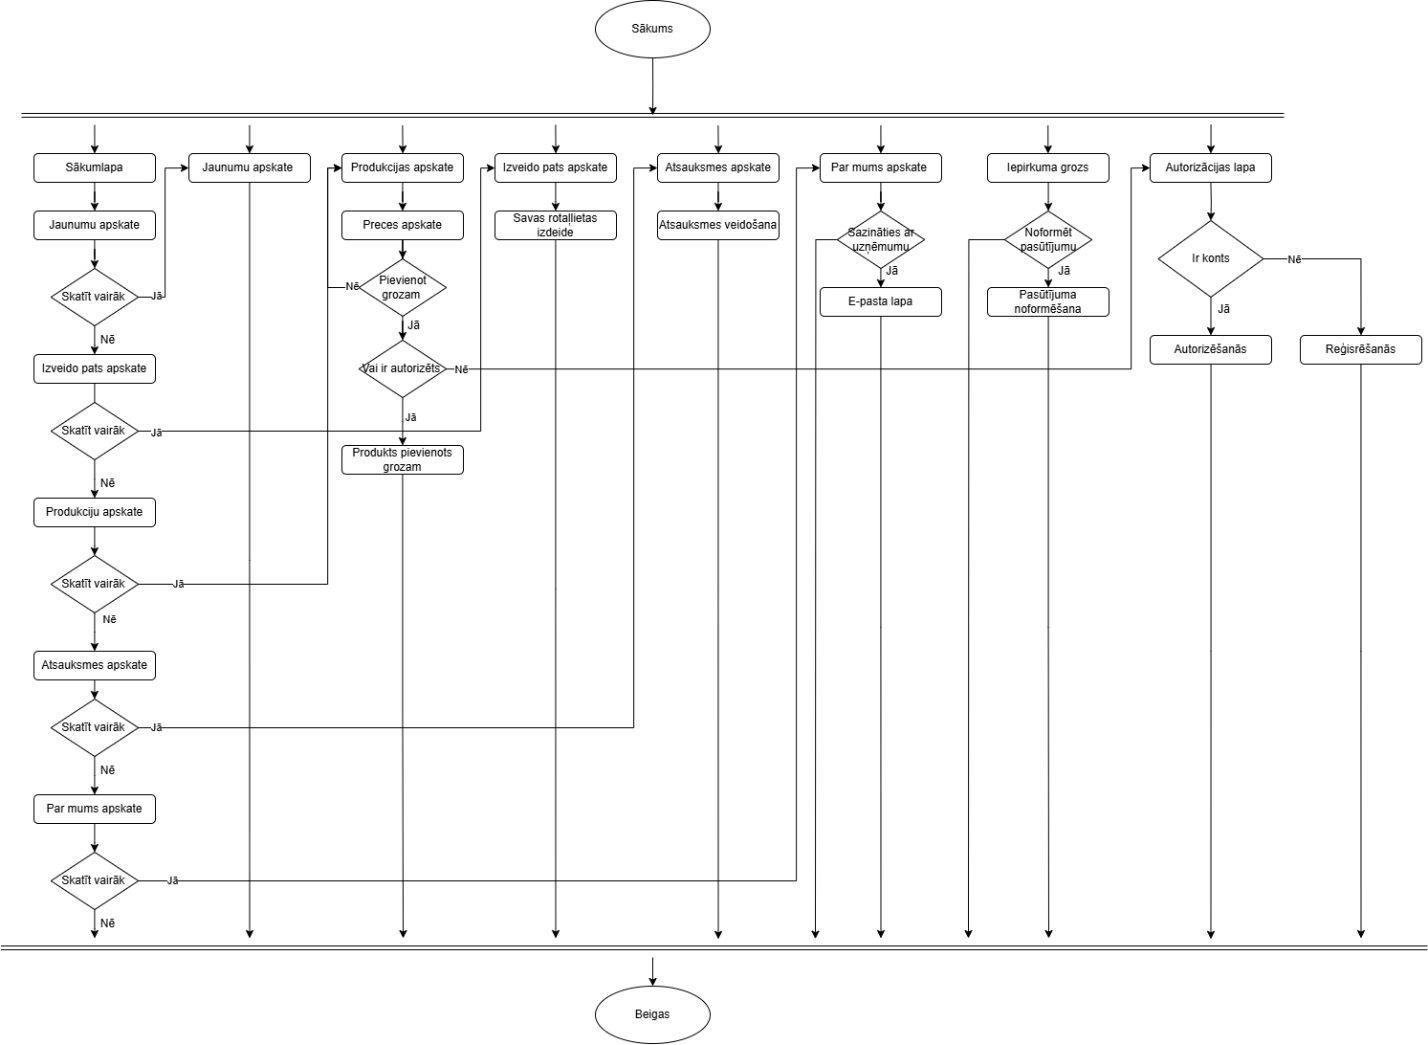 Sākums
Sākumlapa
Jaunumu apskate
Produkcijas apskate
Izveido pats apskate
Atsauksmes apskate
Par mums apskate
Iepirkuma grozs
Autorizācijas lapa
Jaunumu apskate
Preces apskate
Savas rotaļlietas
izdeide
Atsauksmes veidošana
Sazināties ar
uzņēmumu
Noformēt
pasūtījumu
Ir konts
Nē
Jā
Jā
Skatīt vairāk
Jā
Nē
Pievienot
grozam
E-pasta lapa
Pasūtījuma
noformēšana
Jā
Jā
Nē
Autorizēšanās
Reģisrēšanās
Izveido pats apskate
Vai ir autorizēts
Nē
Jā
Skatīt vairāk
Jā
Produkts pievienots
grozam
Nē
Produkciju apskate
Skatīt vairāk
Jā
Nē
Atsauksmes apskate
Skatīt vairāk
Jā
Nē
Par mums apskate
Skatīt vairāk
Jā
Nē
Beigas